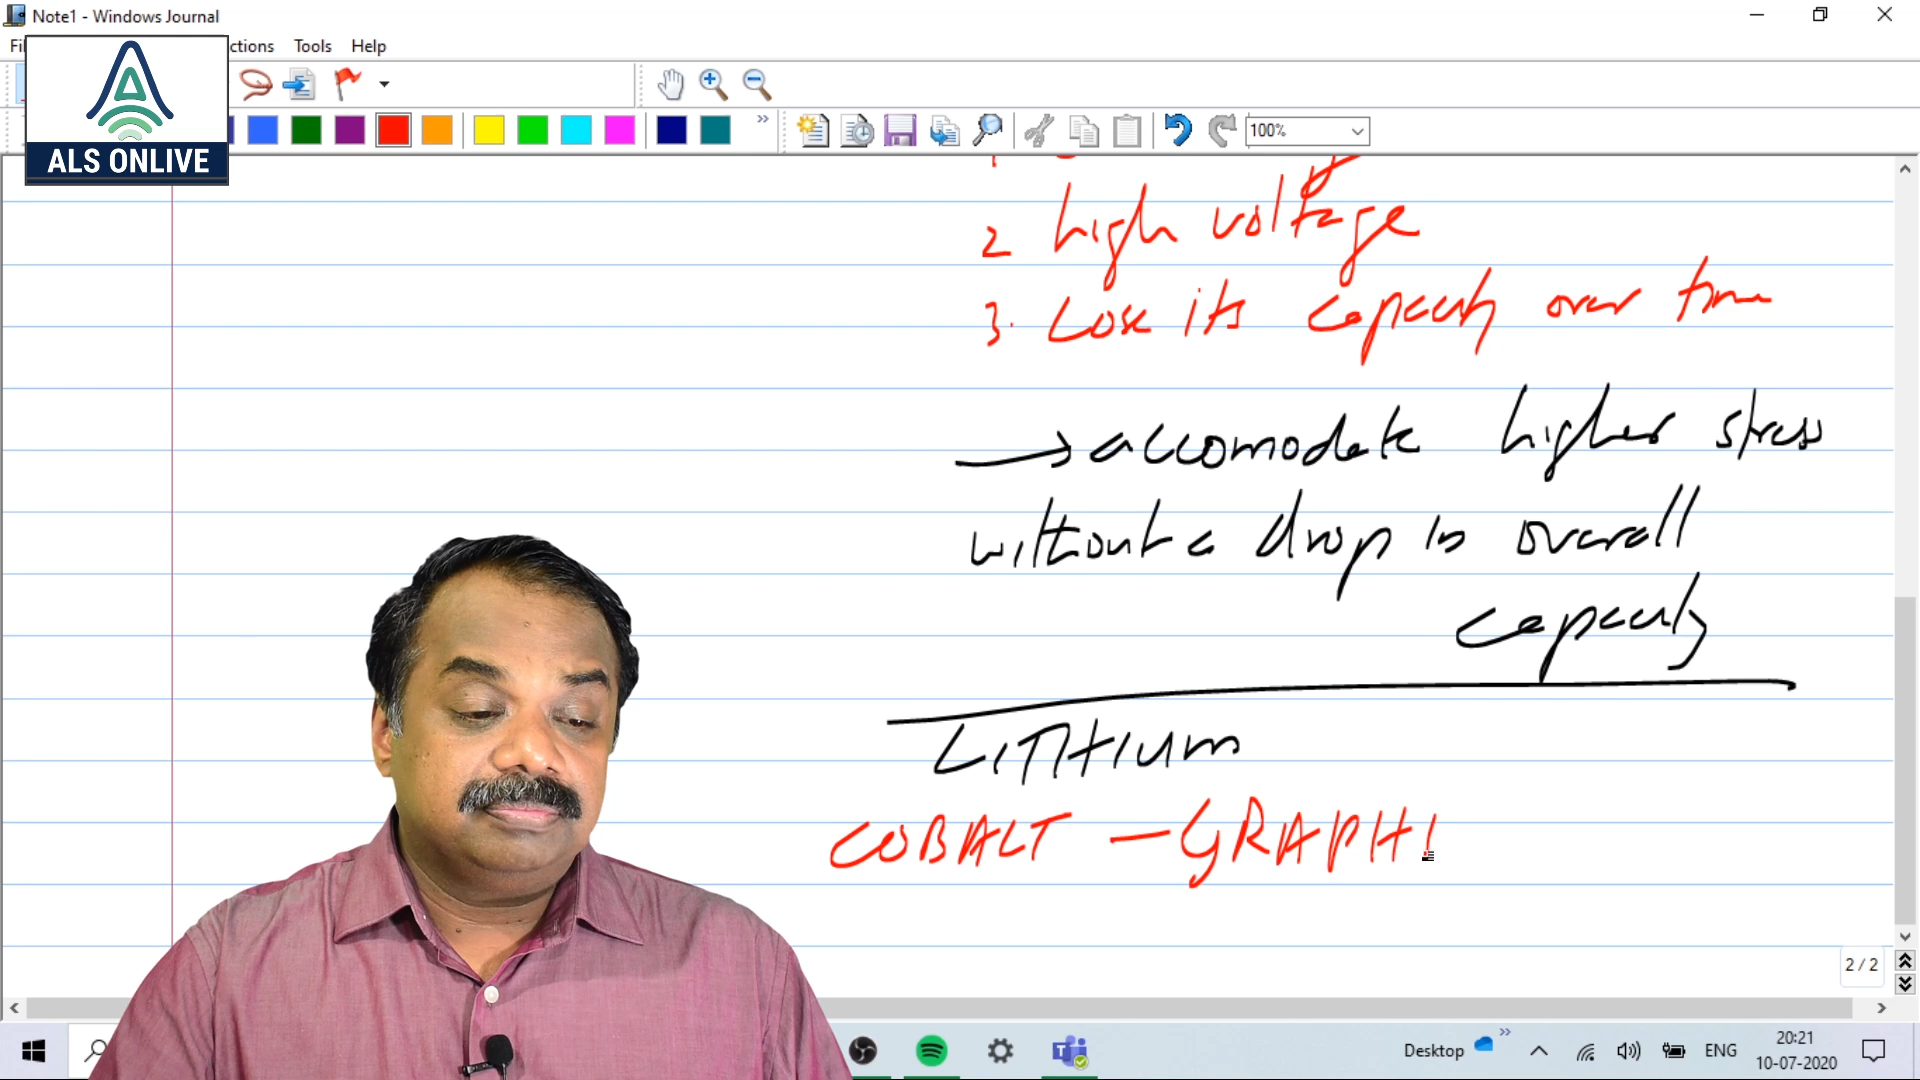 Note1 - Windows Journal
Fi ctions Tools Help
ALS ONLIVE
100%
1.
2 high voltage
3. Lose its capacity over time
→ accomodate higher stress
without a drop in overall
capacity
LITHIUM
COBALT - GRAPHI
2 / 2
Desktop
ENG
20:21
10-07-2020